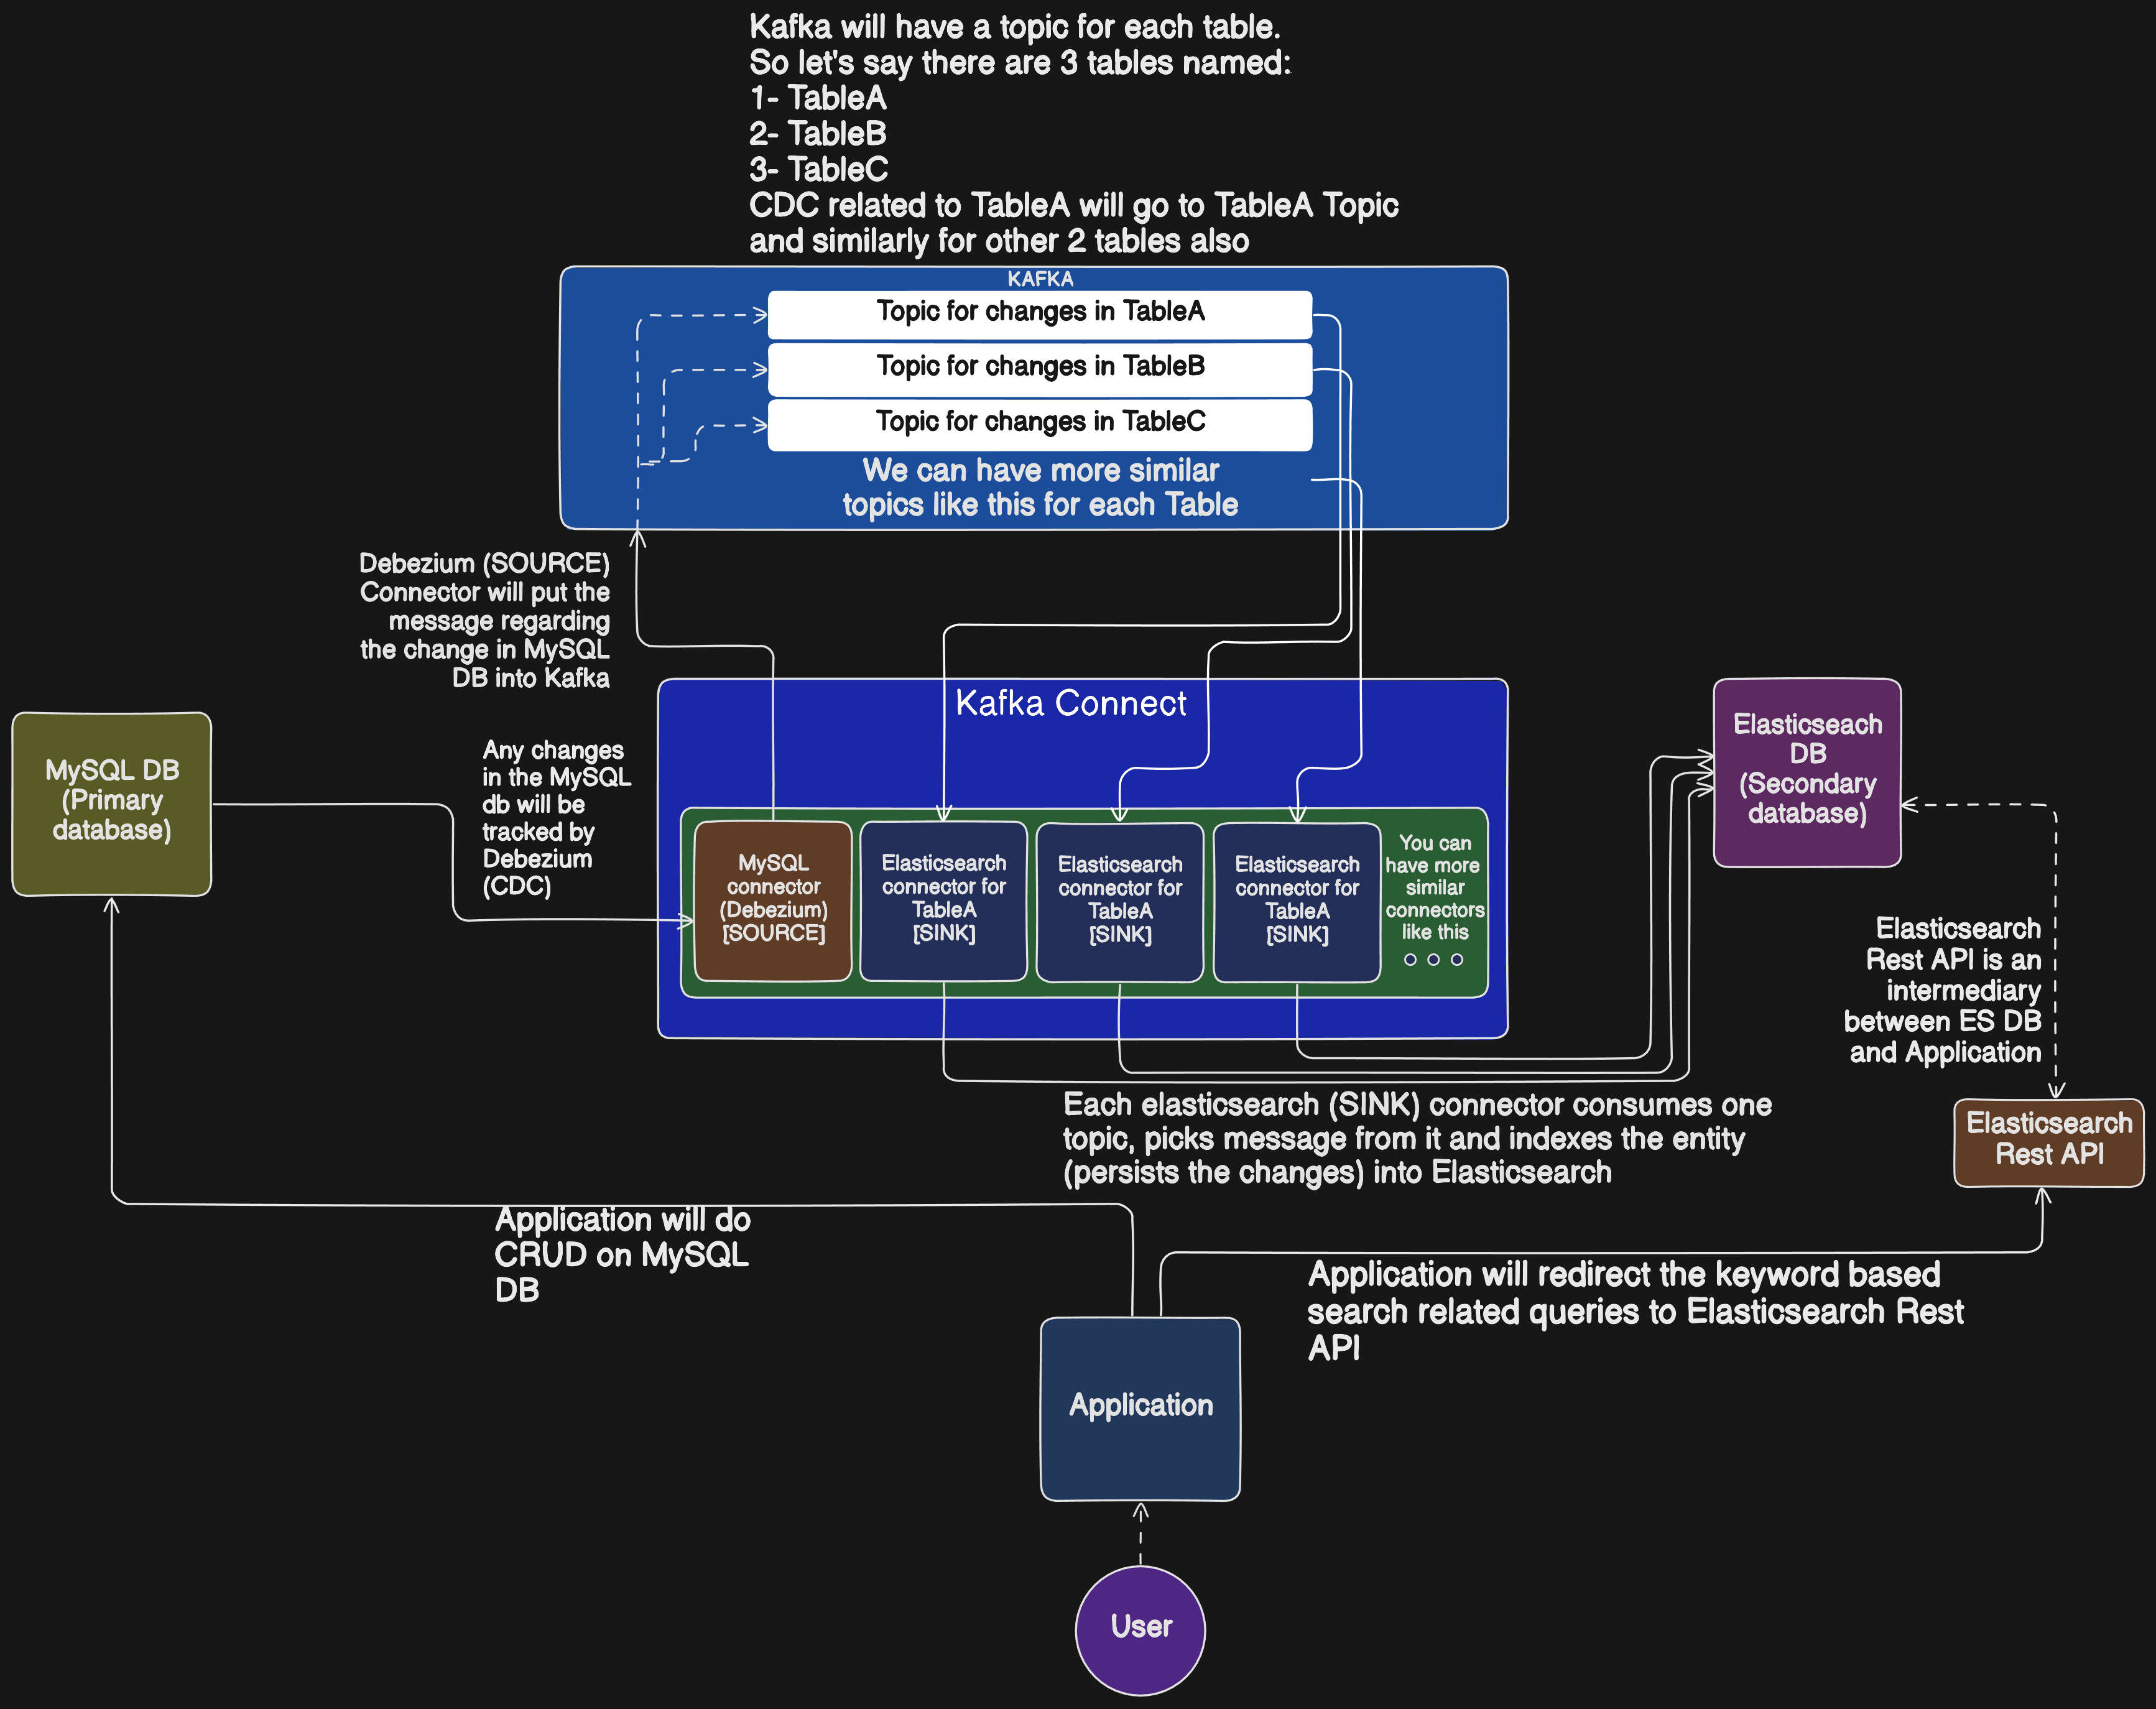 Kafka will have a topic for each table.
So let's say there are 3 tables named:
1- TableA
2- TableB
3- TableC
CDC related to TableA will go to TableA Topic
and similarly for other 2 tables also
KAFKA
Topic for changes in TableA
Topic for changes in TableB
Topic for changes in TableC
We can have more similar
topics like this for each Table
Debezium (SOURCE)
Connector will put the
message regarding
the change in MySQL
DB into Kafka
Kafka Connect
MySQL DB
(Primary
database)
Any changes
in the MySQL
db will be
tracked by
Debezium
(CDC)
MySQL
connector
(Debezium)
[SOURCE]
Elasticsearch
connector for
TableA
[SINK]
Elasticsearch
connector for
TableA
[SINK]
Elasticsearch
connector for
TableA
[SINK]
You can
have more
similar
connectors
like this
Elasticseach
DB
(Secondary
database)
Elasticsearch
Rest API is an
intermediary
between ES DB
and Application
Each elasticsearch (SINK) connector consumes one
topic, picks message from it and indexes the entity
(persists the changes) into Elasticsearch
Elasticsearch
Rest API
Application will do
CRUD on MySQL
DB
Application will redirect the keyword based
search related queries to Elasticsearch Rest
API
Application
User